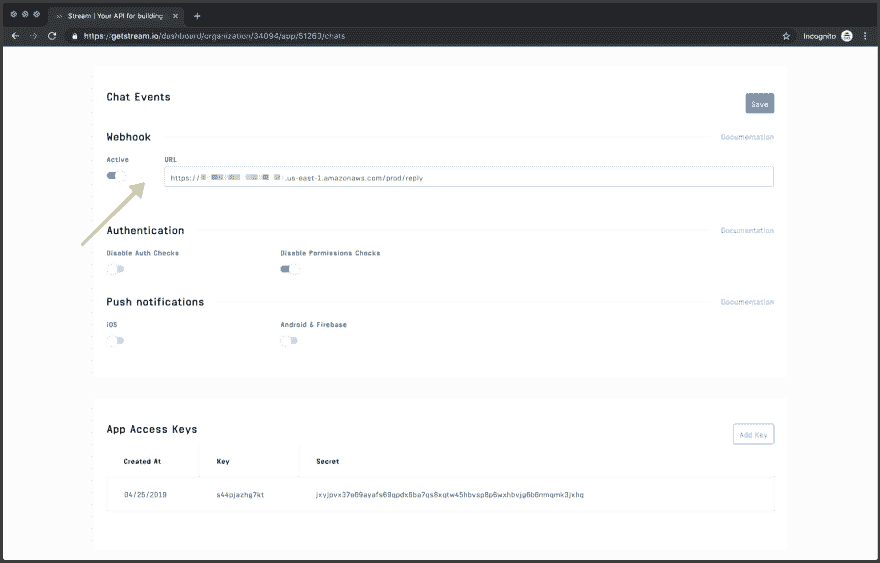 Stream | Your API for building
https://getstream.io/dashboard/organization/34094/app/51263/chats
Incognito
Chat Events
Save
Webhook
Documentation
Active
URL
https://
.us-east-1.amazonaws.com/prod/reply
Authentication
Documentation
Disable Auth Checks
Disable Permissions Checks
Push notifications
Documentation
iOS
Android & Firebase
App Access Keys
Add Key
Created At
Key
Secret
04/25/2019
s44pjazhg7kt